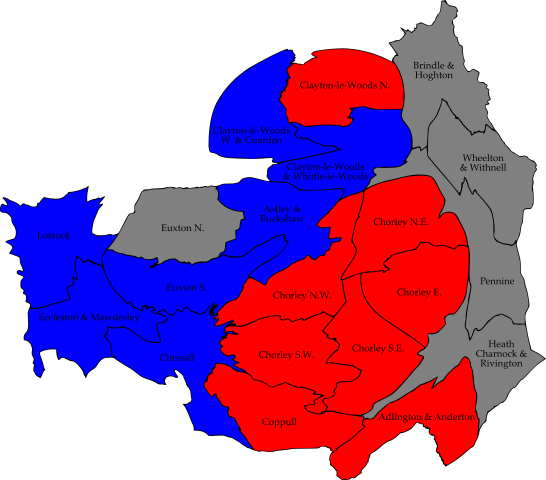 Brindle &
Hoghton
Clayton-le-Woods N.
Clayton-le-Woods
W. & Cuerden
Wheelton
& Withnell
Clayton-le-Woods
& Whittle-le-Woods
Astley &
Buckshaw
Chorley N.E.
Euxton N.
Lostock
Pennine
Euxton S.
Chorley N.W.
Chorley E.
Eccleston & Mawdesley
Heath
Charnock &
Rivington
Chisnall
Chorley S.W.
Chorley S.E.
Coppull
Adlington & Anderton